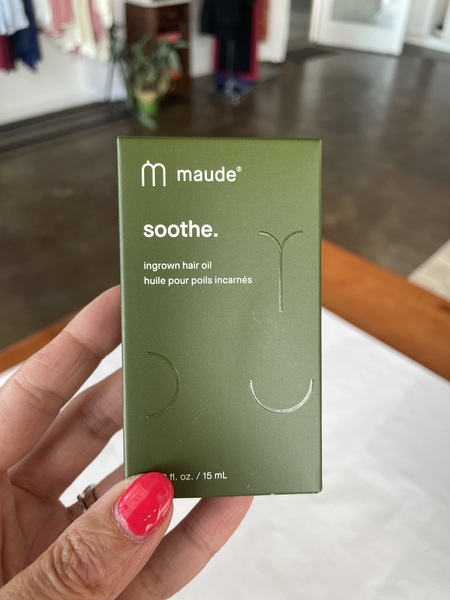 maude®
soothe.
ingrown hair oil
huile pour poils incarnés
fl. oz. / 15 mL